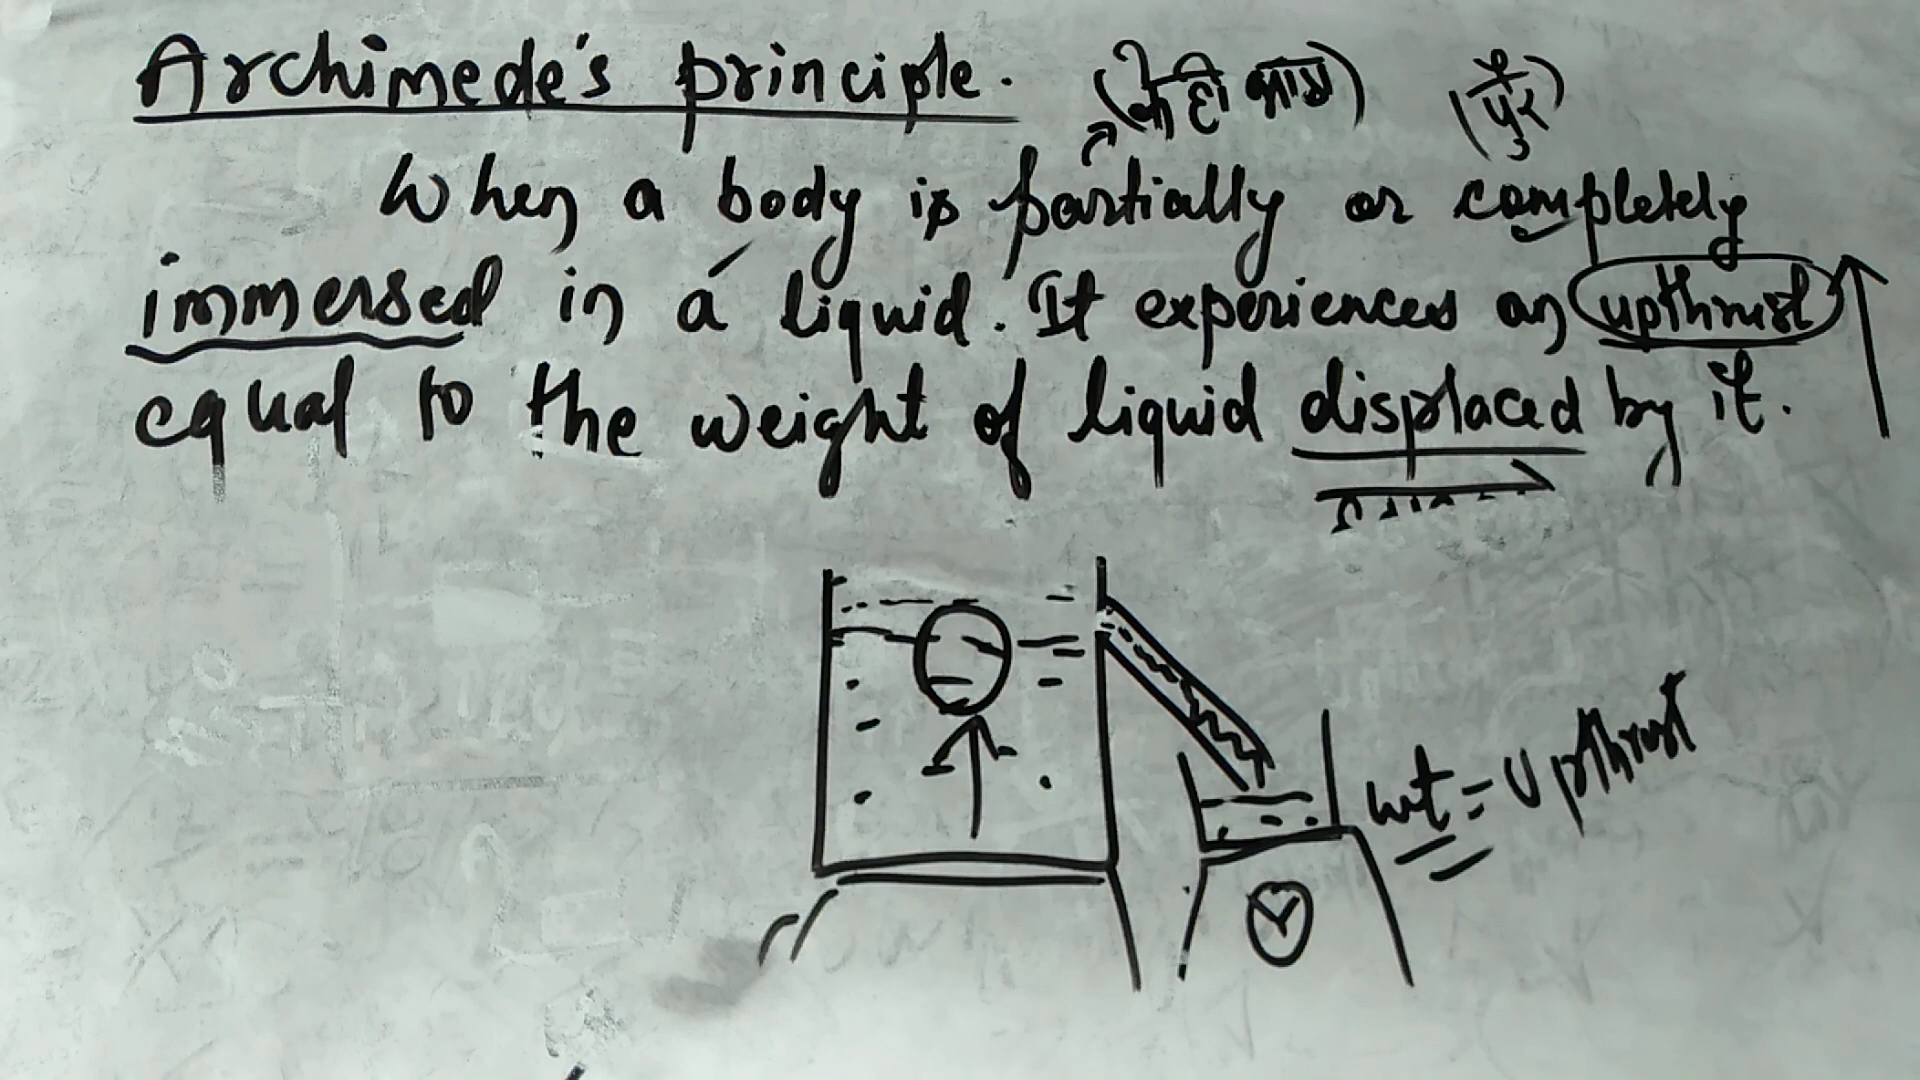 Archimede's principle.
पुरे
When a body is partially or completely
immersed in a liquid. It experiences an upthrust
equal to the weight of liquid displaced by it.
wt = Upthrust